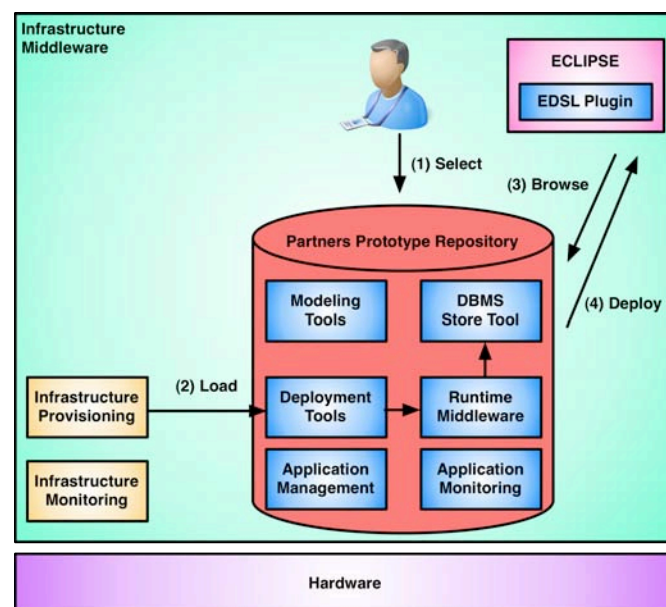 Infrastructure
Middleware
ECLIPSE
EDSL Plugin
(1) Select
(3) Browse
Partners Prototype Repository
Modeling
Tools
DBMS
Store Tool
(4) Deploy
(2) Load
Infrastructure
Provisioning
Deployment
Tools
Runtime
Middleware
Infrastructure
Monitoring
Application
Management
Application
Monitoring
Hardware